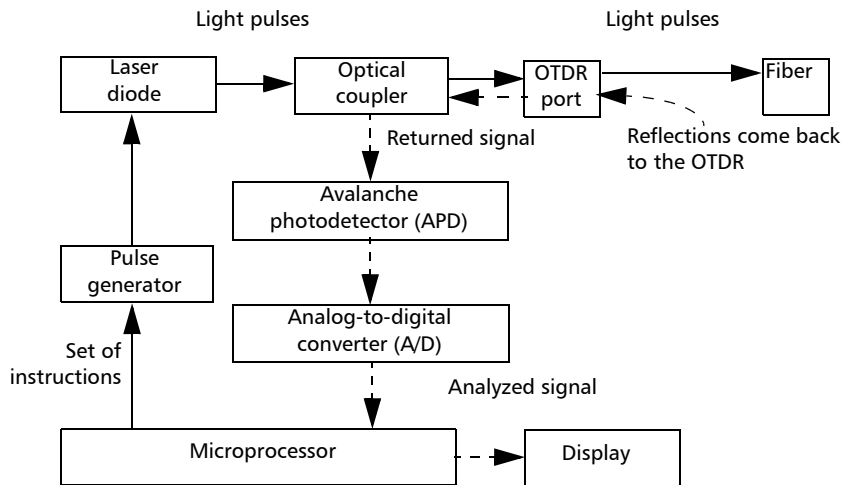 Light pulses
Light pulses
Laser
diode
Optical
coupler
OTDR
port
Fiber
Returned signal
Reflections come back
to the OTDR
Avalanche
photodetector (APD)
Pulse
generator
Analog-to-digital
converter (A/D)
Set of
instructions
Analyzed signal
Microprocessor
Display